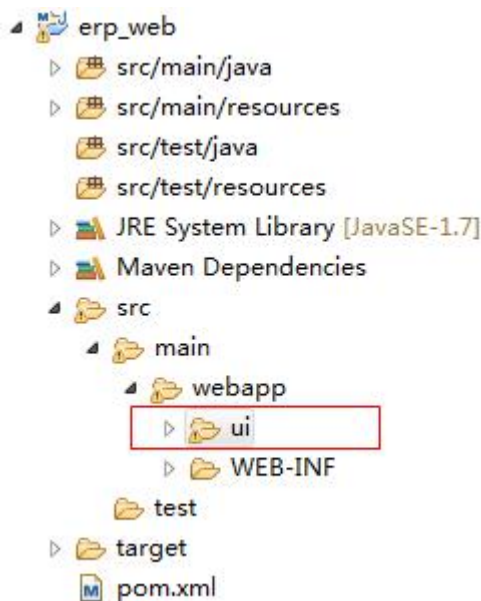 erp_web
src/main/java
src/main/resources
src/test/java
src/test/resources
JRE System Library [JavaSE-1.7]
Maven Dependencies
src
main
webapp
ui
WEB-INF
test
target
pom.xml